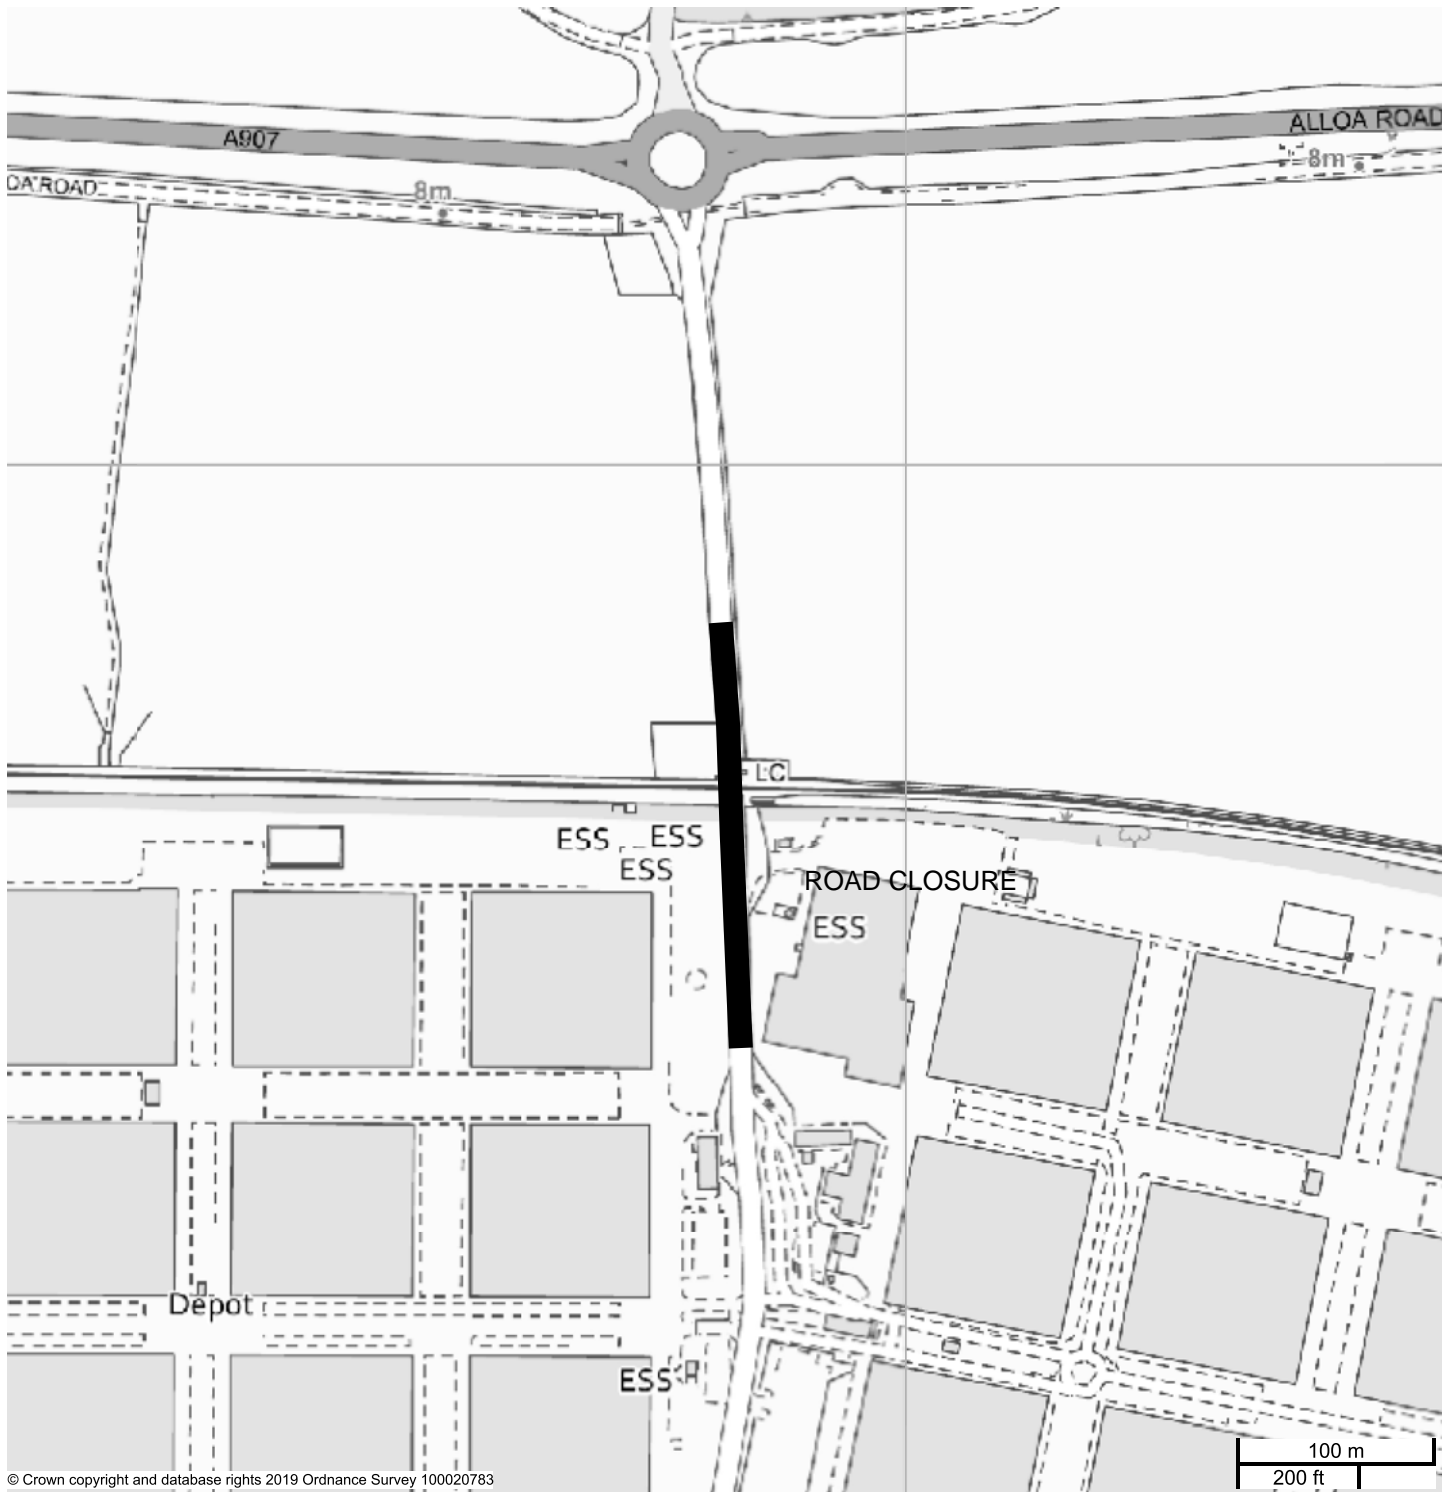 A907
ALLOA ROAD
8m
OA ROAD
8m
LC
ESS
ESS
ESS
ROAD CLOSURE
ESS
Depot
ESS
100 m
200 ft
© Crown copyright and database rights 2019 Ordnance Survey 100020783